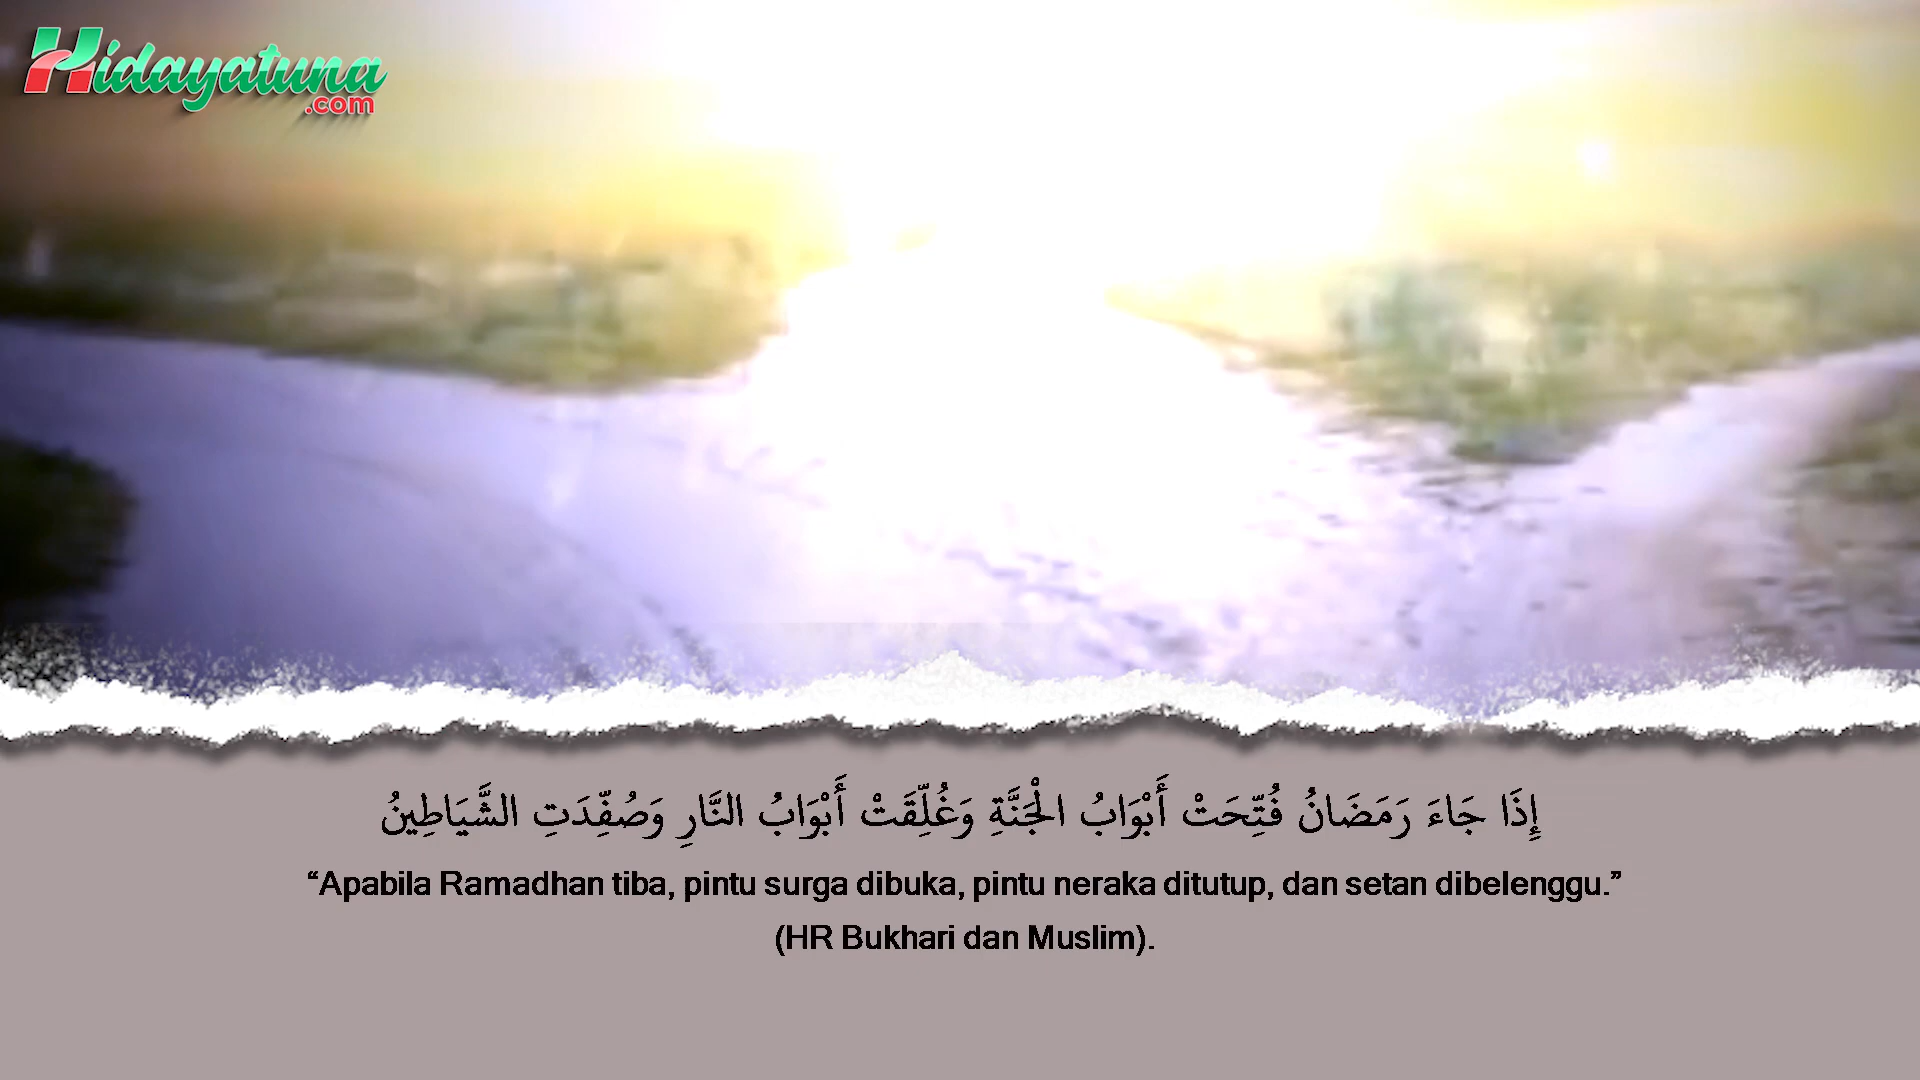 Hidayatuna
.com
إِذَا جَاءَ رَمَضَانُ فُتِّحَتْ أَبْوَابُ الْجَنَّةِ وَغُلِّقَتْ أَبْوَابُ النَّارِ وَصُفِّدَتِ الشَّيَاطِينُ
“Apabila Ramadhan tiba, pintu surga dibuka, pintu neraka ditutup, dan setan dibelenggu.”
(HR Bukhari dan Muslim).